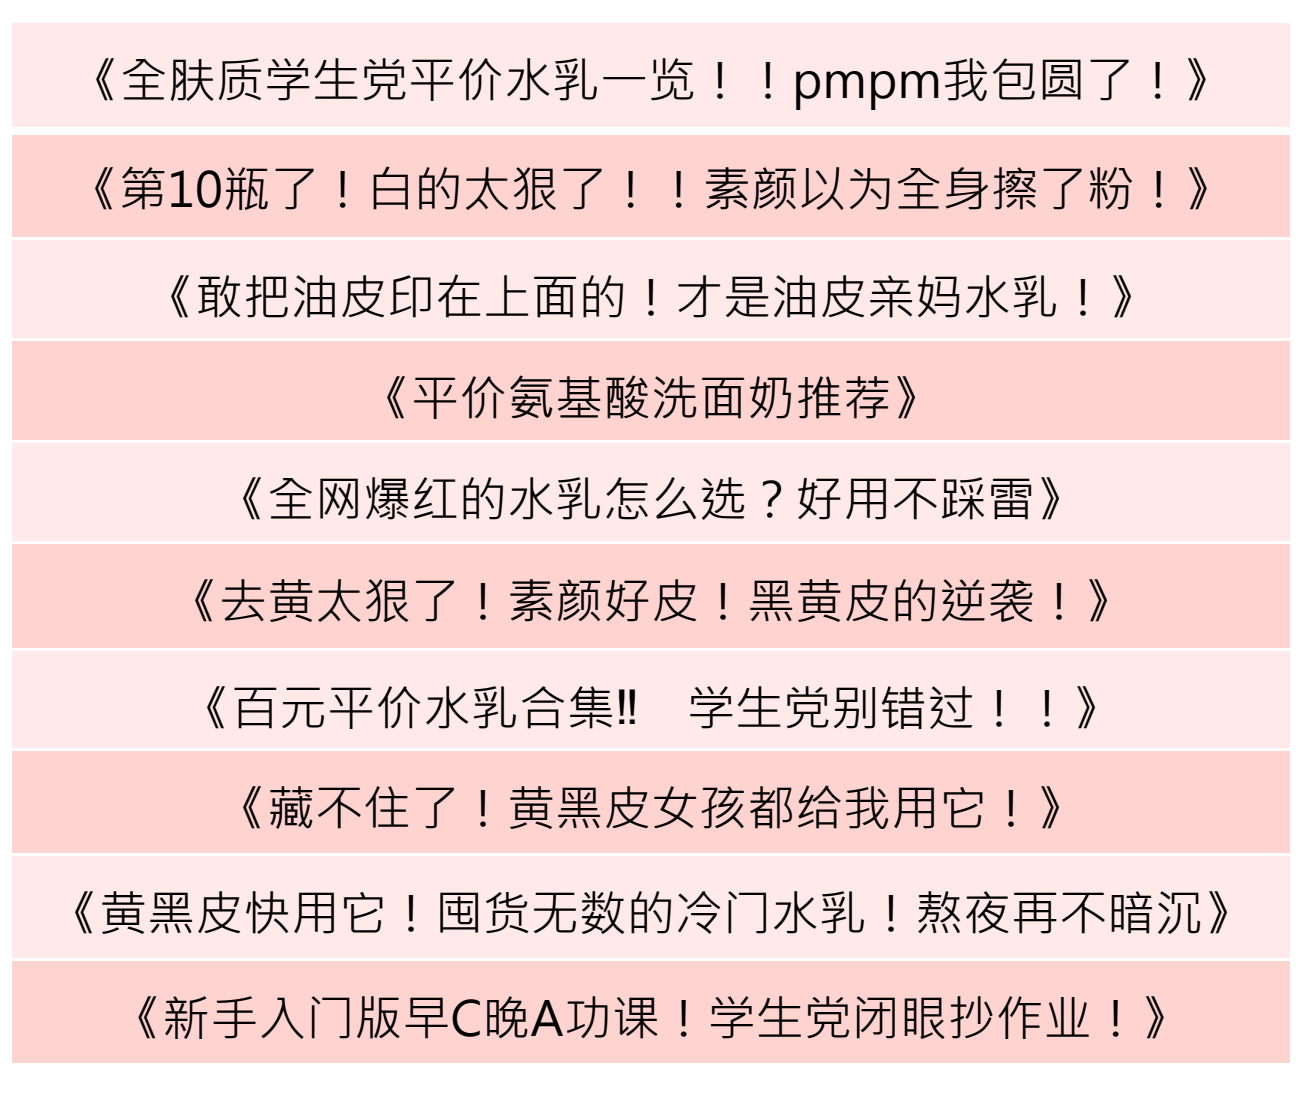 《全肤质学生党平价水乳一览！！pmpm我包圆了！》
《第10瓶了！白的太狠了！！素颜以为全身擦了粉！》
《敢把油皮印在上面的！才是油皮亲妈水乳！》
《平价氨基酸洗面奶推荐》
《全网爆红的水乳怎么选？好用不踩雷》
《去黄太狠了！素颜好皮！黑黄皮的逆袭！》
《百元平价水乳合集‼　学生党别错过！！》
《藏不住了！黄黑皮女孩都给我用它！》
《黄黑皮快用它！囤货无数的冷门水乳！熬夜再不暗沉》
《新手入门版早C晚A功课！学生党闭眼抄作业！》